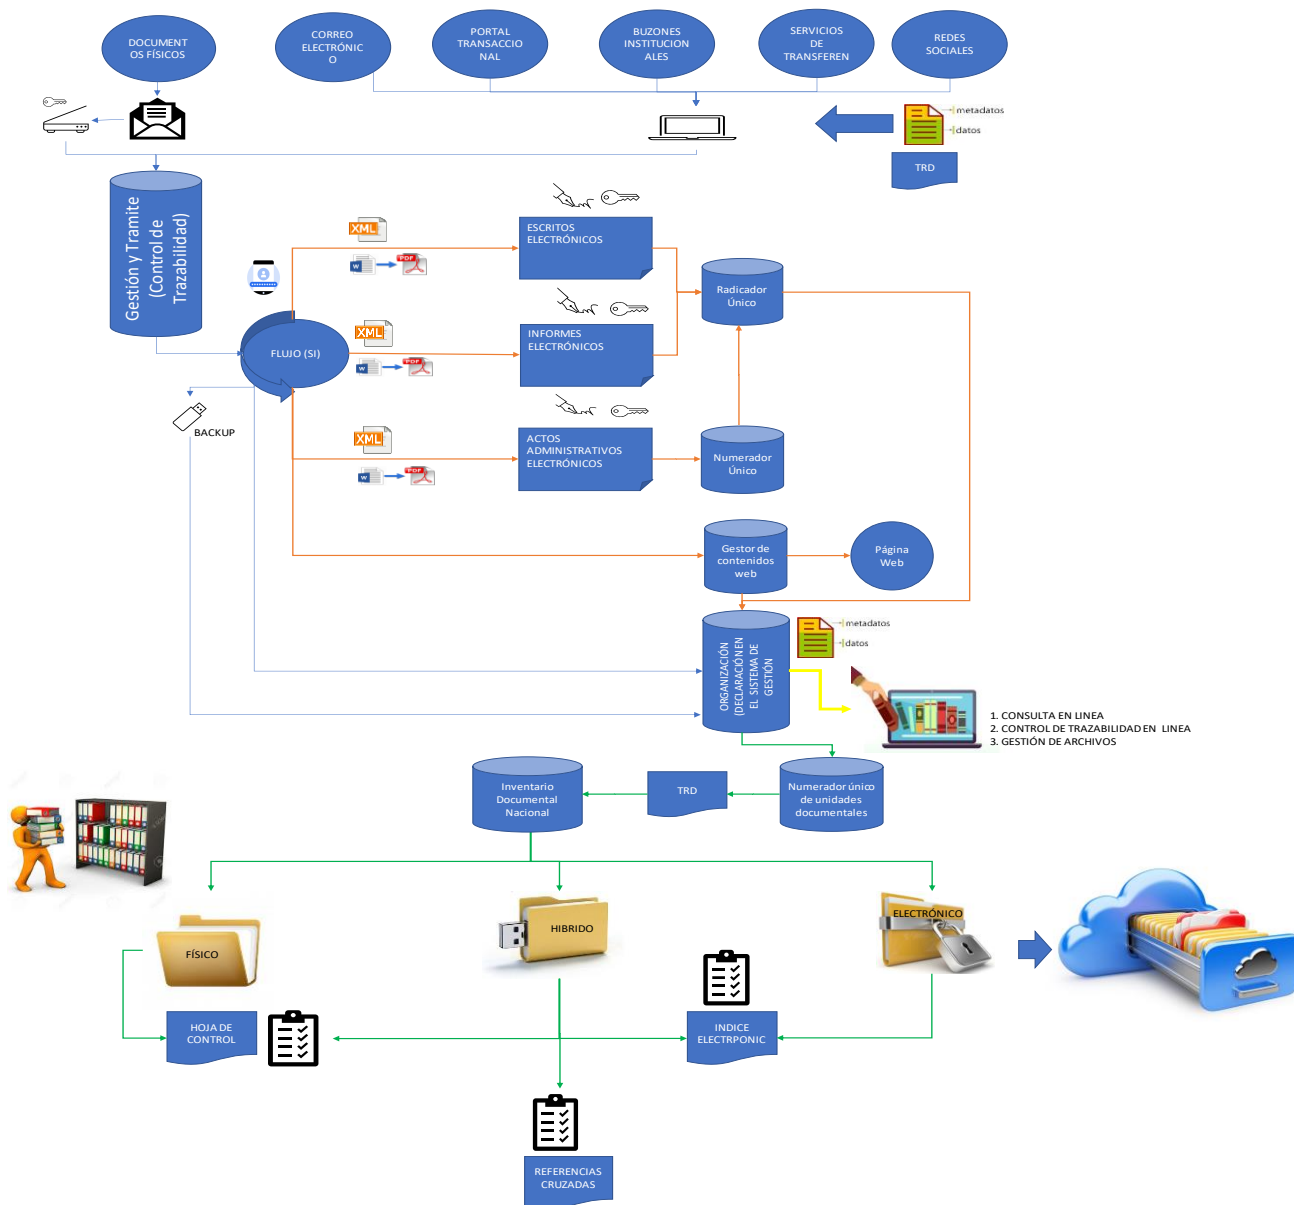 DOCUMENT
OS FÍSICOS
CORREO
ELECTRÓNIC
O
PORTAL
TRANSACCIO
NAL
BUZONES
INSTITUCION
ALES
SERVICIOS
DE
TRANSFEREN
REDES
SOCIALES
metadatos
datos
TRD
Gestión y Tramite
(Control de
Trazabilidad)
XML
W
PDF
ESCRITOS
ELECTRÓNICOS
Radicador
Único
FLUJO (SI)
XML
W
PDF
INFORMES
ELECTRÓNICOS
BACKUP
XML
W
PDF
ACTOS
ADMINISTRATIVOS
ELECTRÓNICOS
Numerador
Único
Gestor de
contenidos
web
Página
Web
ORGANIZACIÓN
(DECLARACIÓN EN
EL SISTEMA DE
GESTIÓN
metadatos
datos
1. CONSULTA EN LINEA
2. CONTROL DE TRAZABILIDAD EN LINEA
3. GESTIÓN DE ARCHIVOS
Inventario
Documental
Nacional
TRD
Numerador único
de unidades
documentales
FÍSICO
HIBRIDO
ELECTRÓNICO
HOJA DE
CONTROL
INDICE
ELECTRPONIC
REFERENCIAS
CRUZADAS